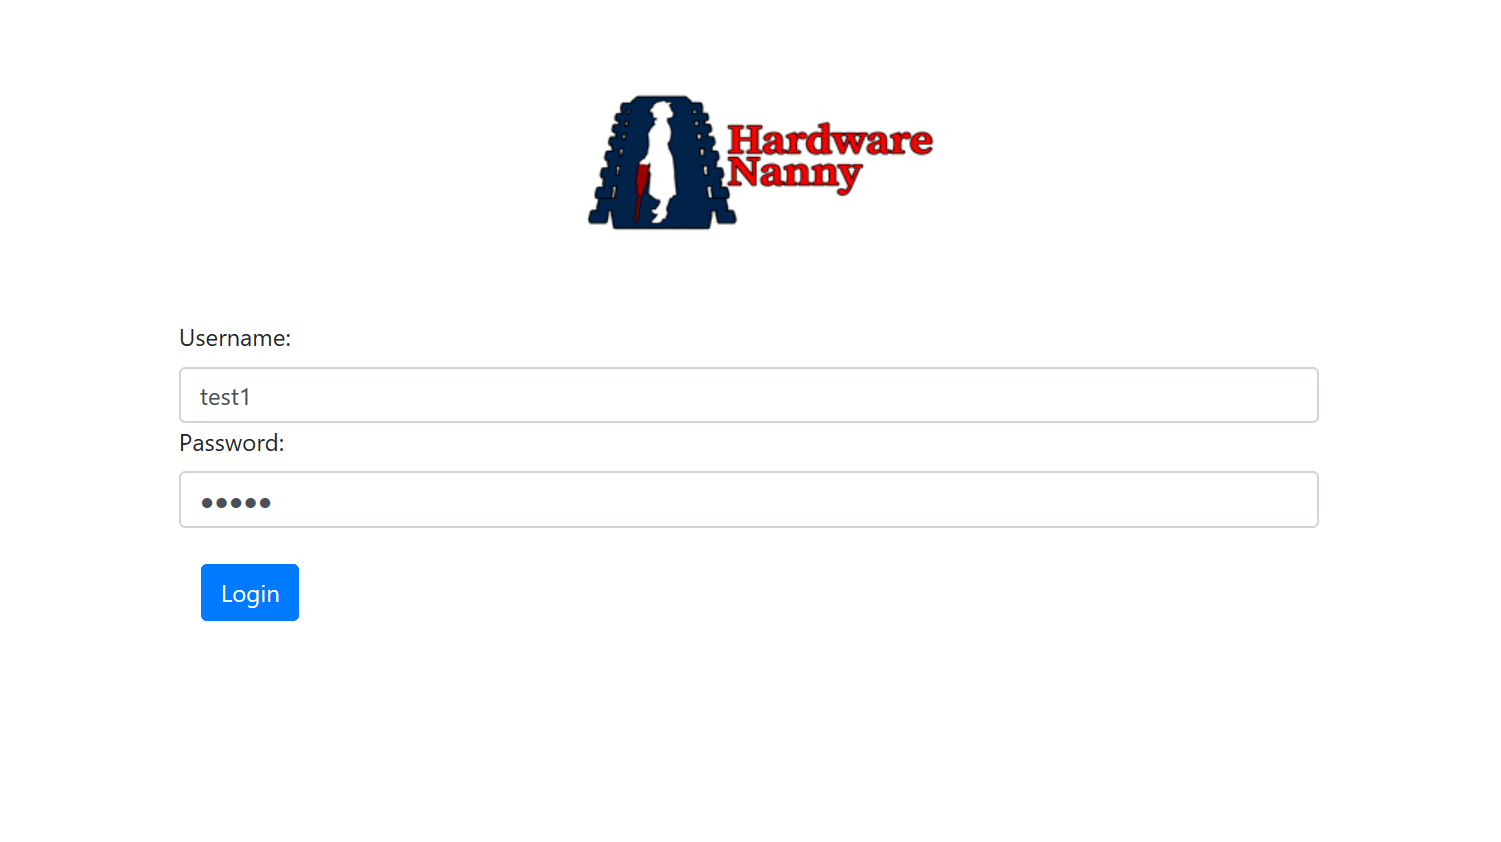 Hardware
Nanny
Username:
test1
Password:
•••••
Login